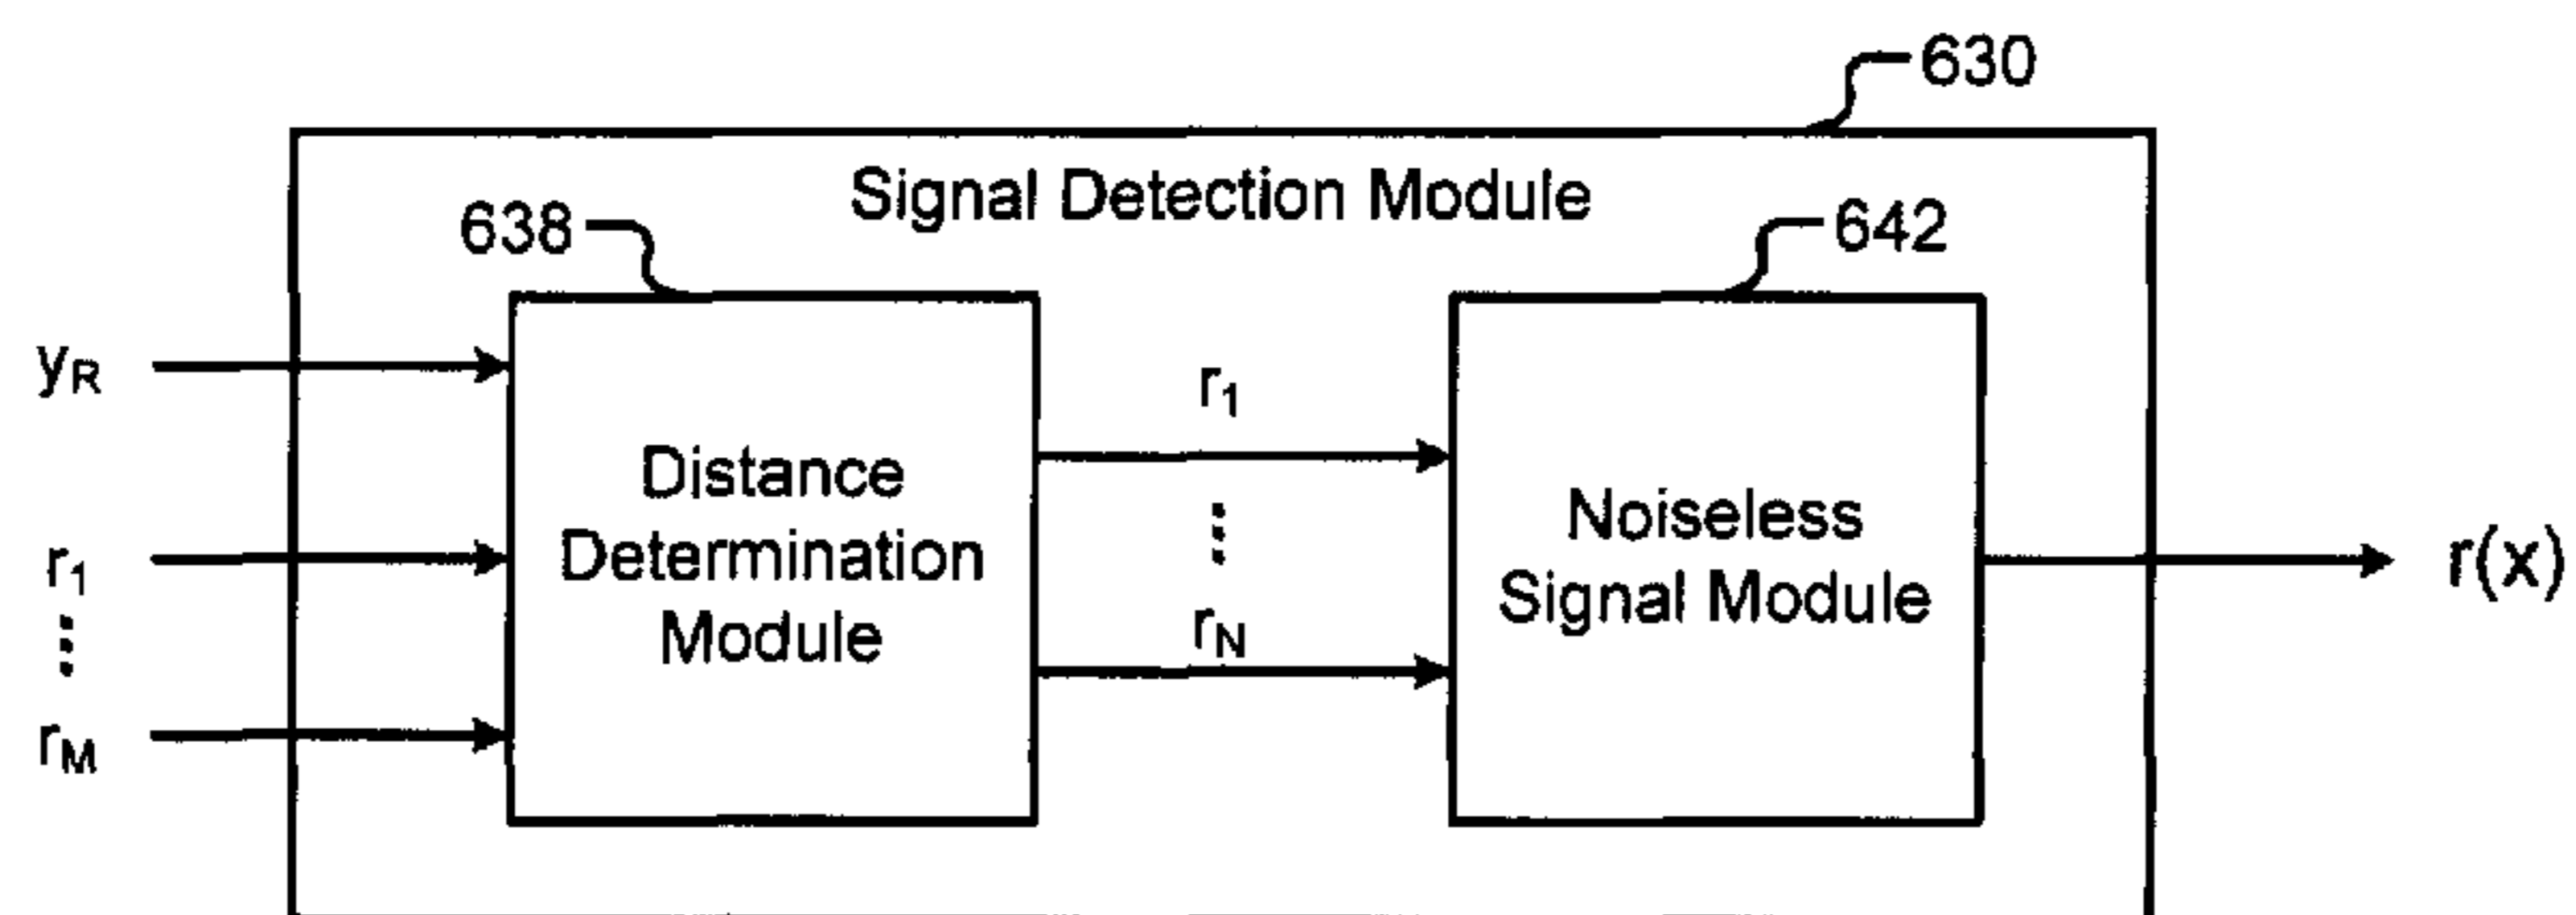 630
Signal Detection Module
638
642
yR
r1
⋮
rM
Distance
Determination
Module
r1
⋮
rN
Noiseless
Signal Module
r(x)